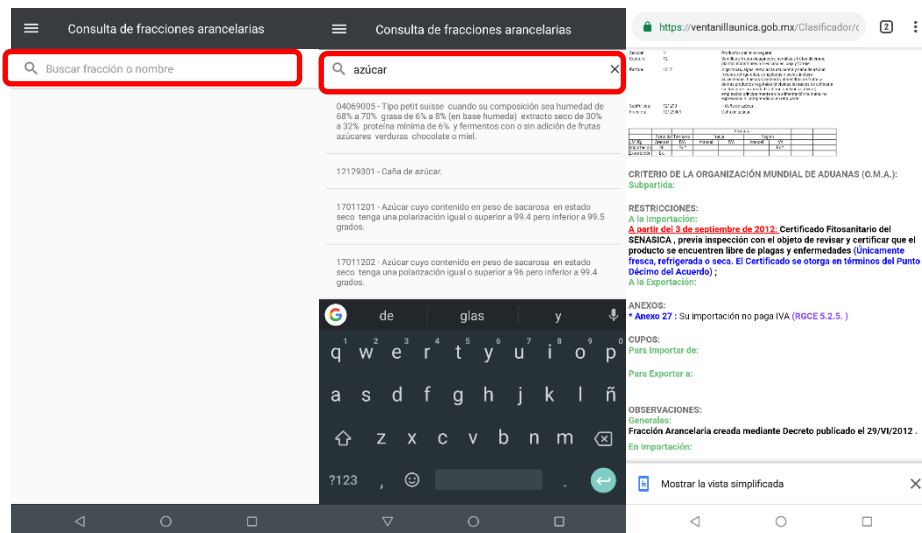 Consulta de fracciones arancelarias
Buscar fracción o nombre
Consulta de fracciones arancelarias
azúcar
04069005 - Tipo petit suisse cuando su composición sea humedad de
68% a 70% grasa de 6% a 8% (en base humeda) extracto seco de 30%
a 32% proteína mínima de 6% y fermentos con o sin adición de frutas
azúcares verduras chocolate o miel.
12129301 - Caña de azúcar.
17011201 - Azúcar cuyo contenido en peso de sacarosa en estado
seco tenga una polarización igual o superior a 99.4 pero inferior a 99.5
grados.
17011202 - Azúcar cuyo contenido en peso de sacarosa en estado
seco tenga una polarización igual o superior a 96 pero inferior a 99.4
grados.
G de glas y
q1 w2 e3 r4 t5 y6 u7 i8 o9 p0
a s d f g h j k l ñ
z x c v b n m
?123 , .
https://ventanillaunica.gob.mx/Clasificador/c 2
CRITERIO DE LA ORGANIZACIÓN MUNDIAL DE ADUANAS (O.M.A.):
Subpartida:
RESTRICCIONES:
A la Importación:
A partir del 3 de septiembre de 2012: Certificado Fitosanitario del
SENASICA , previa inspección con el objeto de revisar y certificar que el
producto se encuentren libre de plagas y enfermedades (Únicamente
fresca, refrigerada o seca. El Certificado se otorga en términos del Punto
Décimo del Acuerdo) ;
A la Exportación:
ANEXOS:
* Anexo 27 : Su importación no paga IVA (RGCE 5.2.5. )
CUPOS:
Para Importar de:
Para Exportar a:
OBSERVACIONES:
Generales:
Fracción Arancelaria creada mediante Decreto publicado el 29/VI/2012 .
En Importación:
Mostrar la vista simplificada